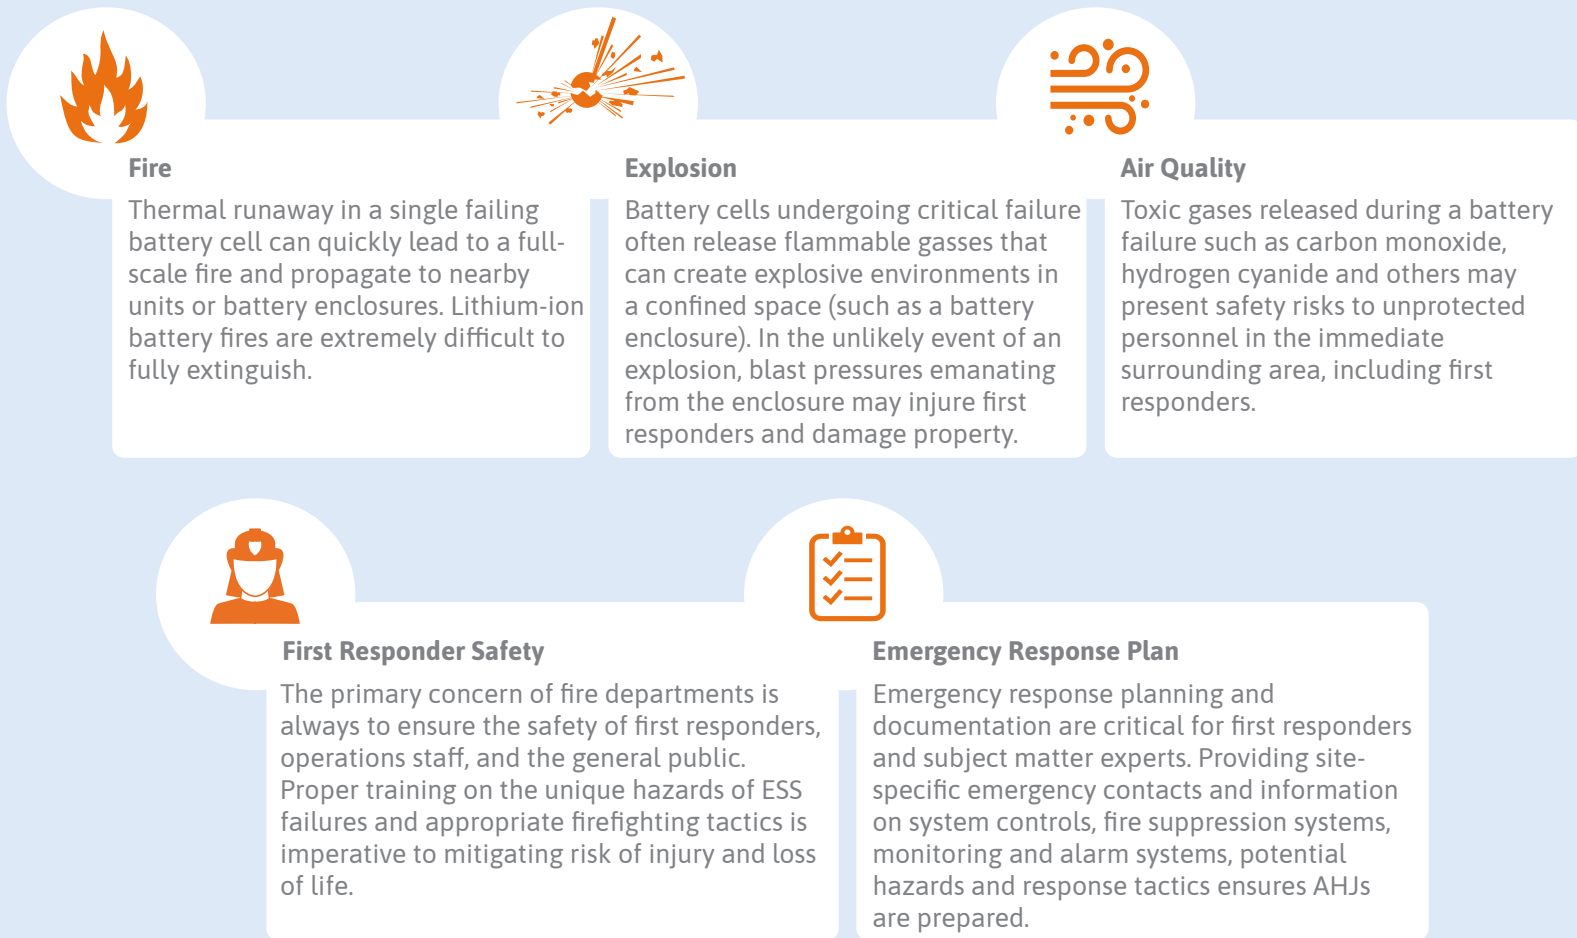 Fire
Thermal runaway in a single failing
battery cell can quickly lead to a full-
scale fire and propagate to nearby
units or battery enclosures. Lithium-ion
battery fires are extremely difficult to
fully extinguish.
Explosion
Battery cells undergoing critical failure
often release flammable gasses that
can create explosive environments in
a confined space (such as a battery
enclosure). In the unlikely event of an
explosion, blast pressures emanating
from the enclosure may injure first
responders and damage property.
Air Quality
Toxic gases released during a battery
failure such as carbon monoxide,
hydrogen cyanide and others may
present safety risks to unprotected
personnel in the immediate
surrounding area, including first
responders.
First Responder Safety
The primary concern of fire departments is
always to ensure the safety of first responders,
operations staff, and the general public.
Proper training on the unique hazards of ESS
failures and appropriate firefighting tactics is
imperative to mitigating risk of injury and loss
of life.
Emergency Response Plan
Emergency response planning and
documentation are critical for first responders
and subject matter experts. Providing site-
specific emergency contacts and information
on system controls, fire suppression systems,
monitoring and alarm systems, potential
hazards and response tactics ensures AHJs
are prepared.